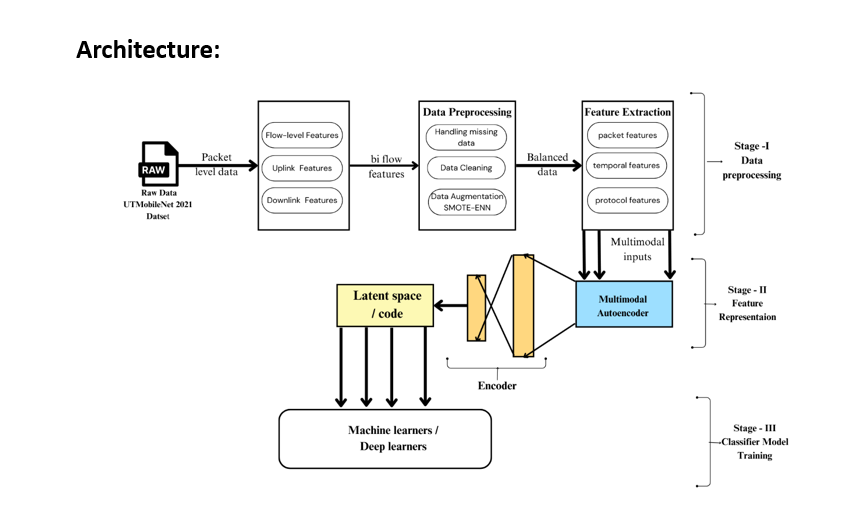 Architecture:
RAW
Raw Data
UTMobileNet 2021
Datset
Packet
level data
Flow-level Features
Uplink Features
Downlink Features
bi flow
features
Data Preprocessing
Handling missing
data
Data Cleaning
Data Augmentation
SMOTE-ENN
Balanced
data
Feature Extraction
packet features
temporal features
protocol features
Stage -I
Data
preprocessing
Multimodal
inputs
Multimodal
Autoencoder
Stage - II
Feature
Representaion
Encoder
Latent space
/ code
Machine learners /
Deep learners
Stage - III
Classifier Model
Training